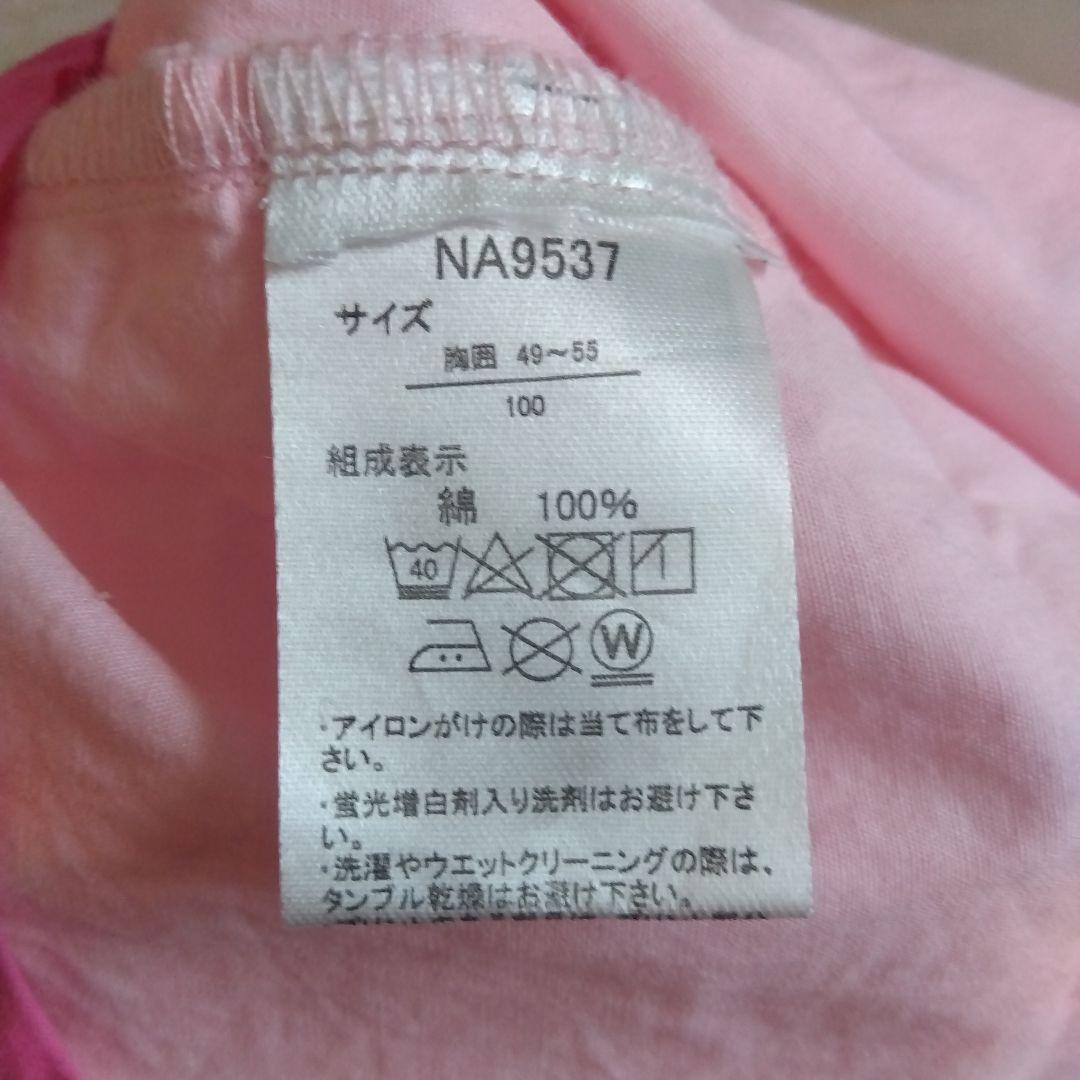 NA9537
サイズ
胸囲 49～55
100
組成表示
綿 100%
40
W
・アイロンがけの際は当て布をして下
さい。
・蛍光増白剤入り洗剤はお避け下さ
い。
・洗濯やウエットクリーニングの際は、
タンブル乾燥はお避け下さい。